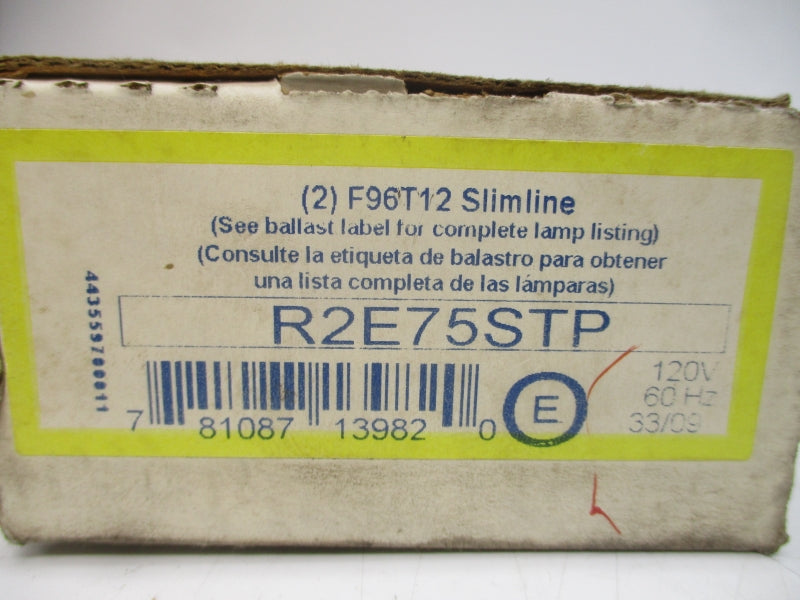 (2) F96T12 Slimline
(See ballast label for complete lamp listing)
(Consulte la etiqueta de balastro para obtener
una lista completa de las lámparas)
R2E75STP
443559700011
7 81087 13982 0
E
120V
60 Hz
33/09